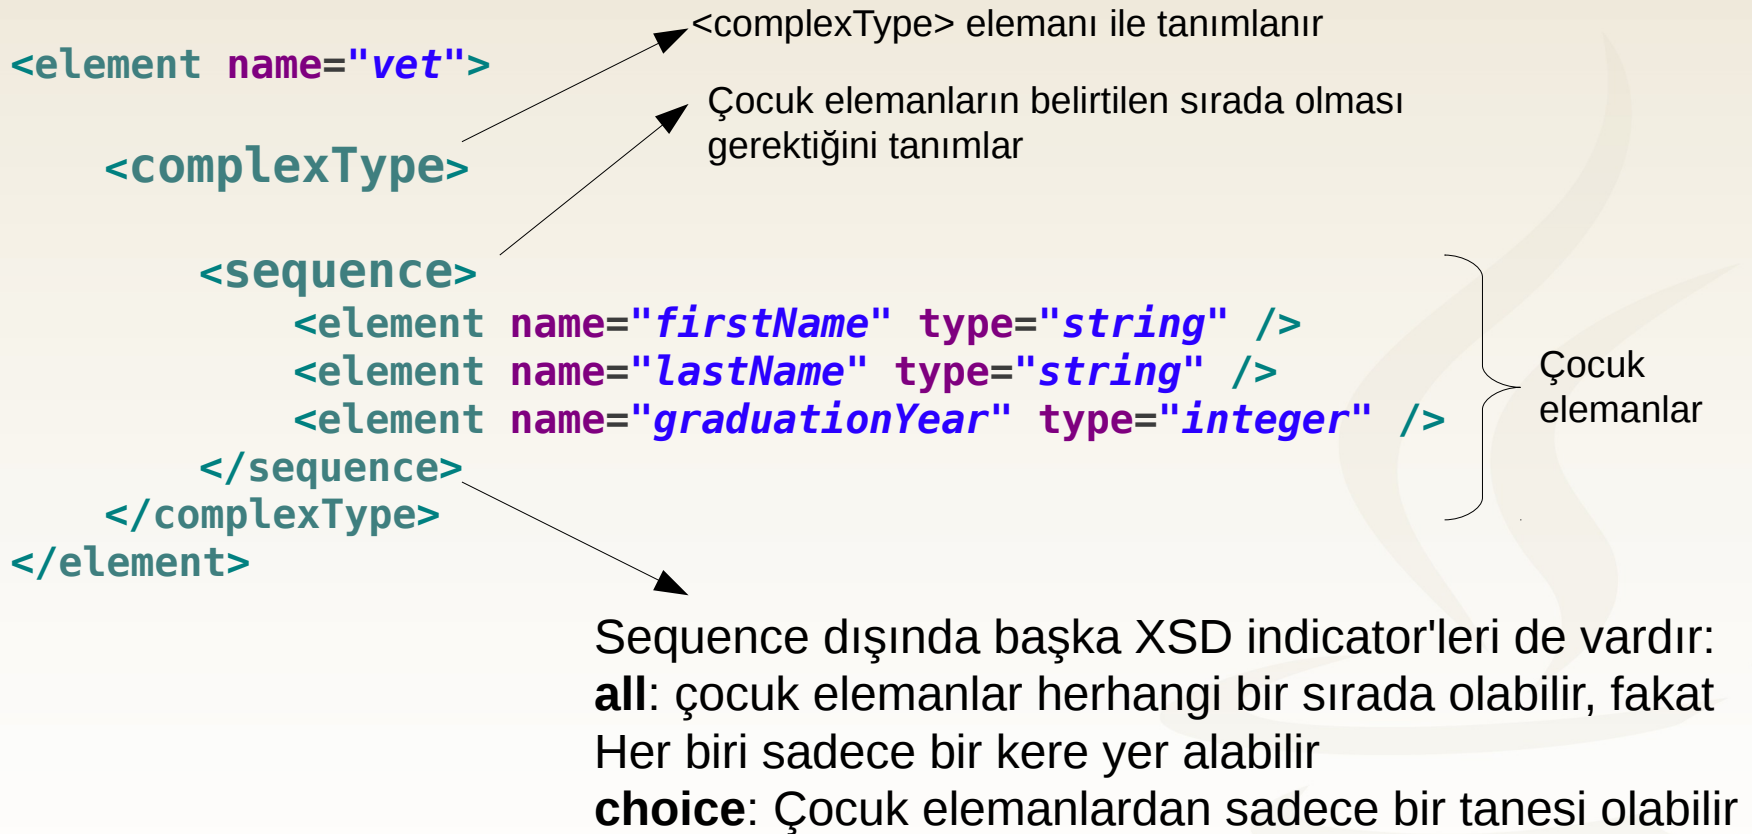 <complexType> elemanı ile tanımlanır
<element name="vet">
Çocuk elemanların belirtilen sırada olması
gerektiğini tanımlar
<complexType>
<sequence>
<element name="firstName" type="string" />
<element name="lastName" type="string" />
<element name="graduationYear" type="integer" />
Çocuk
elemanlar
</sequence>
</complexType>
</element>
Sequence dışında başka XSD indicator'leri de vardır:
all: çocuk elemanlar herhangi bir sırada olabilir, fakat
Her biri sadece bir kere yer alabilir
choice: Çocuk elemanlardan sadece bir tanesi olabilir